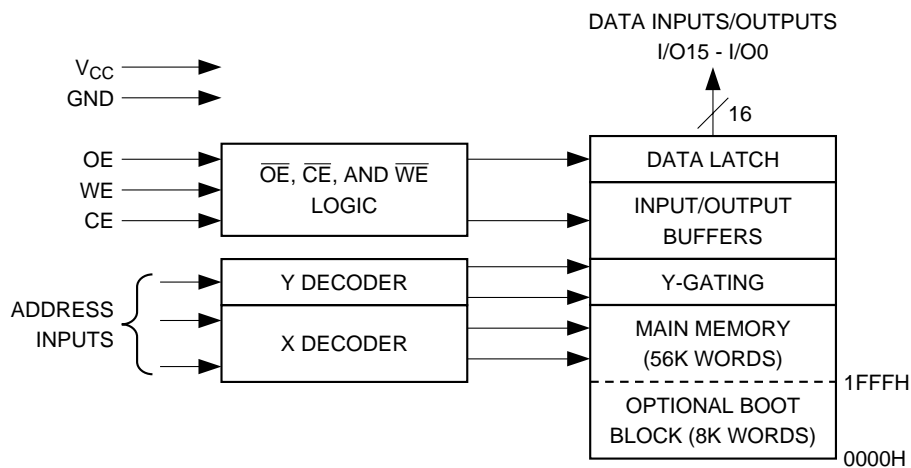 DATA INPUTS/OUTPUTS
I/O15 - I/O0
16
VCC
GND
OE
WE
CE
OE, CE, AND WE
LOGIC
ADDRESS
INPUTS
Y DECODER
X DECODER
DATA LATCH
INPUT/OUTPUT
BUFFERS
Y-GATING
MAIN MEMORY
(56K WORDS)
OPTIONAL BOOT
BLOCK (8K WORDS)
1FFFH
0000H